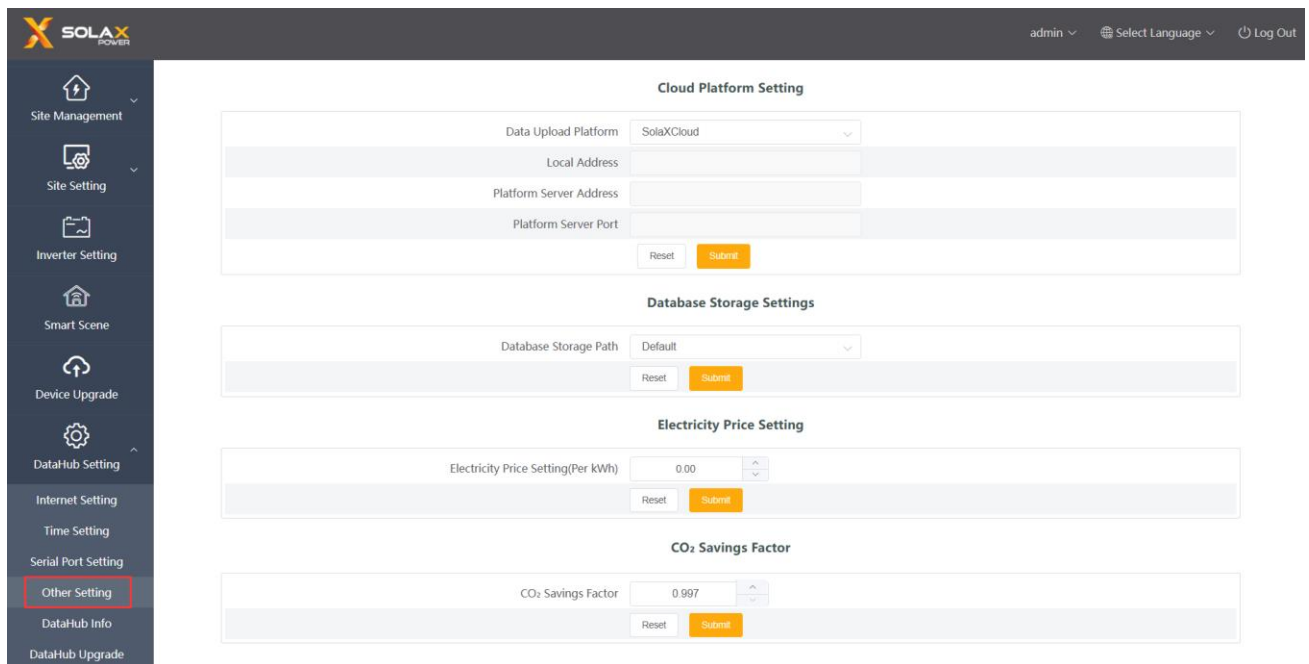 SOLAX
POWER
admin
Select Language
Log Out
Site Management
Site Setting
Inverter Setting
Smart Scene
Device Upgrade
DataHub Setting
Internet Setting
Time Setting
Serial Port Setting
Other Setting
DataHub Info
DataHub Upgrade
Cloud Platform Setting
Data Upload Platform SolaXCloud
Local Address
Platform Server Address
Platform Server Port
Reset Submit
Database Storage Settings
Database Storage Path Default
Reset Submit
Electricity Price Setting
Electricity Price Setting(Per kWh) 0.00
Reset Submit
CO₂ Savings Factor
CO₂ Savings Factor 0.997
Reset Submit